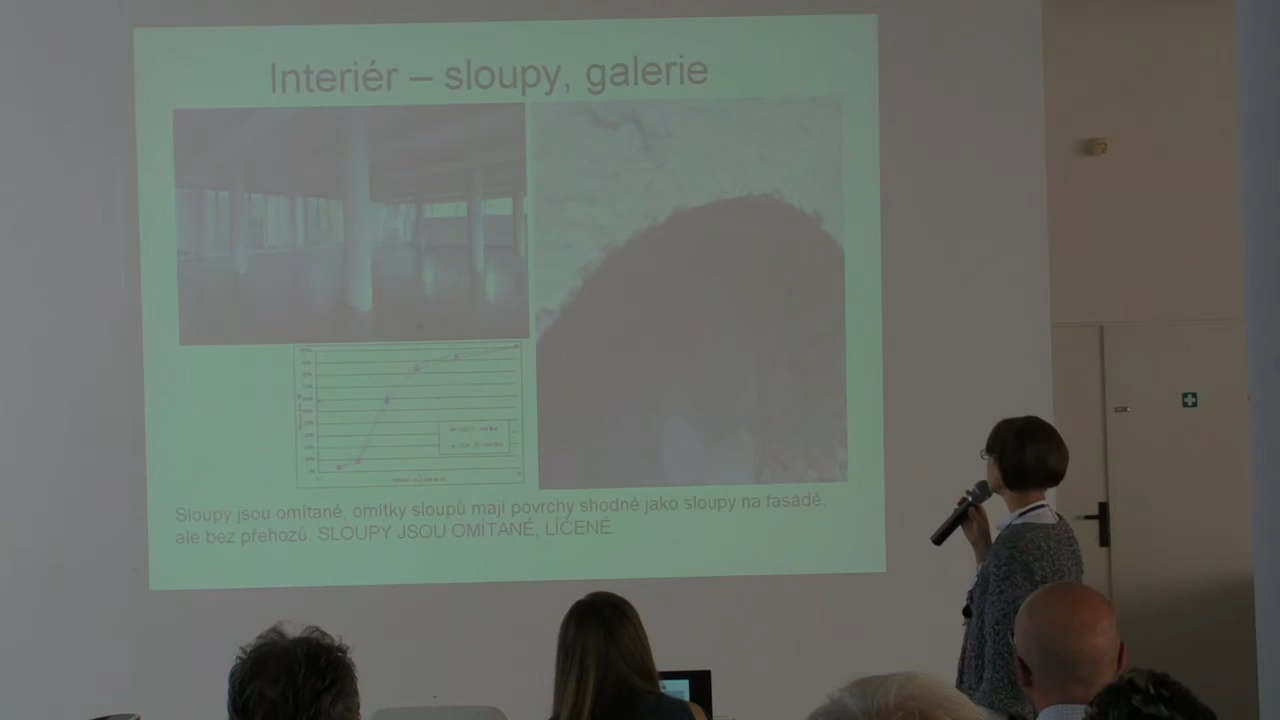 Interiér – sloupy, galerie
Sloupy jsou omítané, omítky sloupů mají povrchy shodné jako sloupy na fasádě,
ale bez přehozů. SLOUPY JSOU OMÍTANÉ, LÍČENÉ.